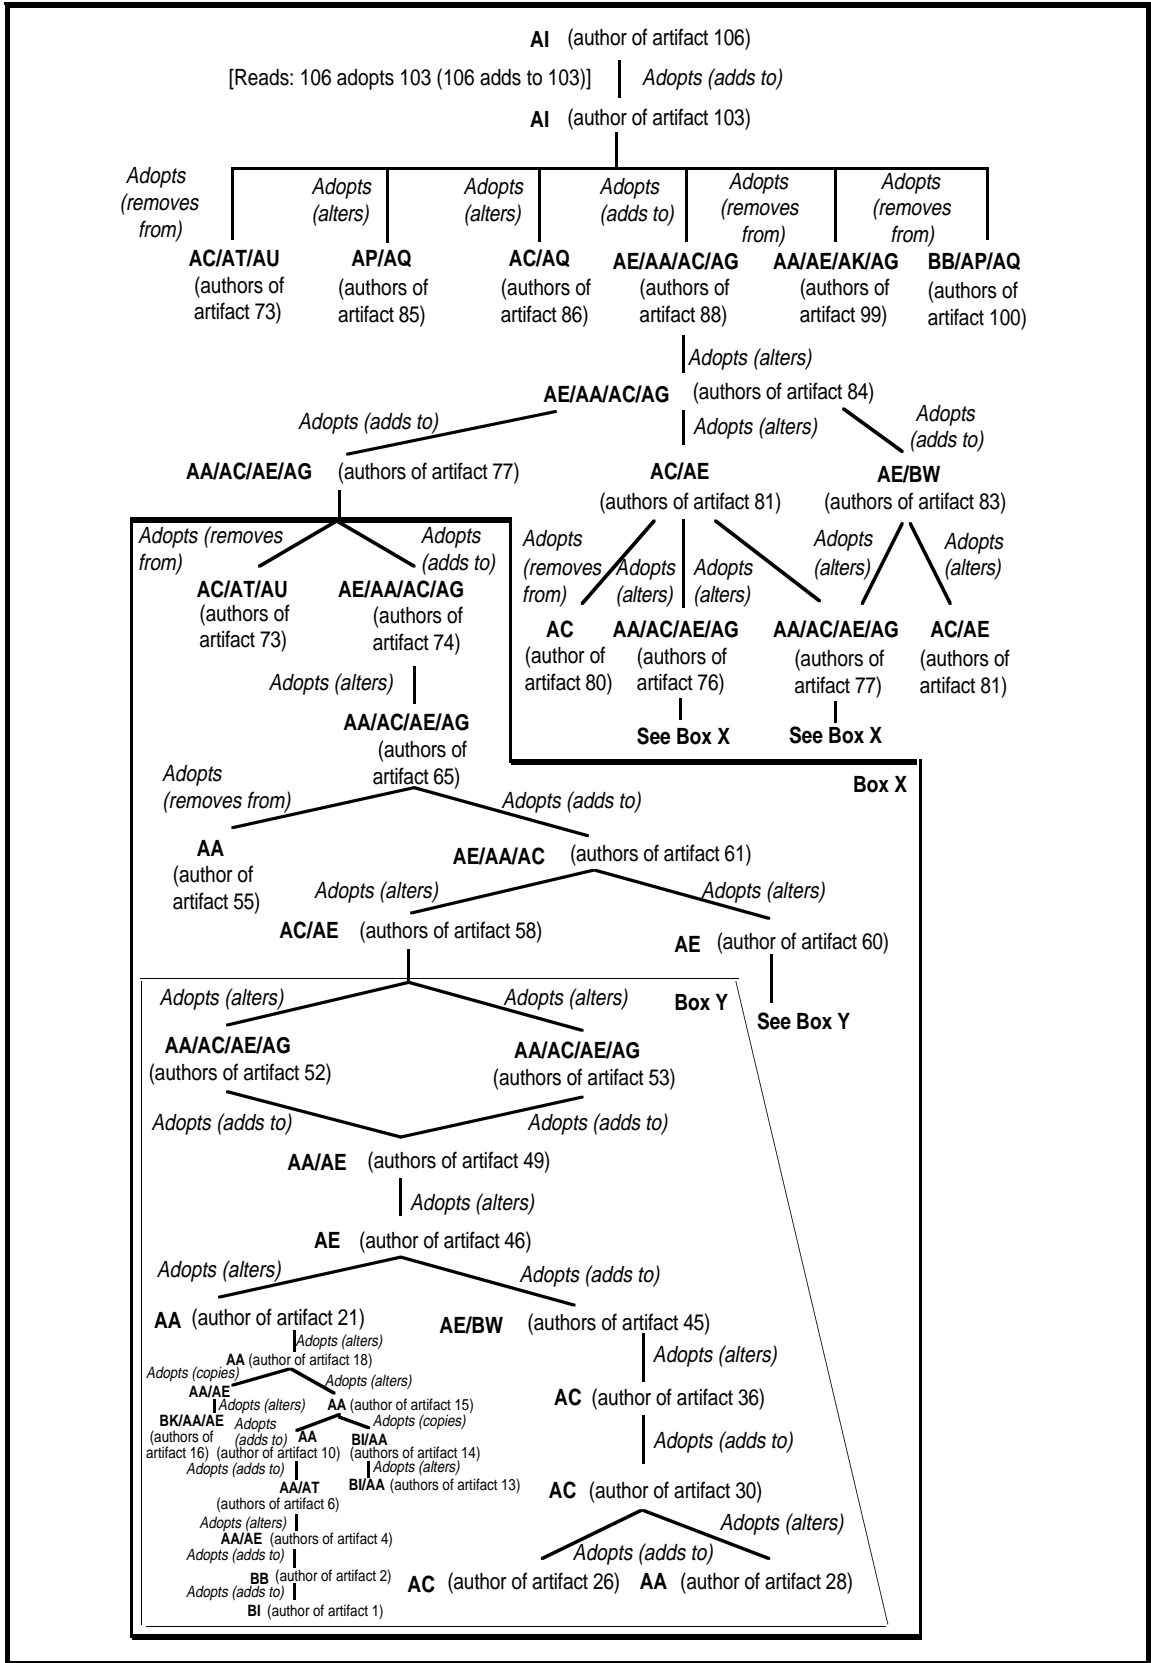 AI (author of artifact 106)
[Reads: 106 adopts 103 (106 adds to 103)]
Adopts (adds to)
AI (author of artifact 103)
Adopts
(removes
from)
Adopts
(alters)
Adopts
(alters)
Adopts
(adds to)
Adopts
(removes
from)
Adopts
(removes
from)
AC/AT/AU
(authors of
artifact 73)
AP/AQ
(authors of
artifact 85)
AC/AQ
(authors of
artifact 86)
AE/AA/AC/AG
(authors of
artifact 88)
AA/AE/AK/AG
(authors of
artifact 99)
BB/AP/AQ
(authors of
artifact 100)
Adopts (alters)
AE/AA/AC/AG (authors of artifact 84)
Adopts (adds to)
Adopts (alters)
Adopts
(adds to)
AA/AC/AE/AG (authors of artifact 77)
AC/AE
(authors of artifact 81)
AE/BW
(authors of artifact 83)
Adopts (removes
from)
Adopts
(adds to)
Adopts
(removes
from)
Adopts
(alters)
Adopts
(alters)
Adopts
(alters)
Adopts
(alters)
AC/AT/AU
(authors of
artifact 73)
AE/AA/AC/AG
(authors of
artifact 74)
AC
(author of
artifact 80)
AA/AC/AE/AG
(authors of
artifact 76)
See Box X
AA/AC/AE/AG
(authors of
artifact 77)
See Box X
AC/AE
(authors of
artifact 81)
Adopts (alters)
AA/AC/AE/AG
(authors of
artifact 65)
Box X
Adopts
(removes from)
Adopts (adds to)
AA
(author of
artifact 55)
AE/AA/AC (authors of artifact 61)
Adopts (alters)
Adopts (alters)
AC/AE (authors of artifact 58)
AE (author of artifact 60)
See Box Y
Box Y
Adopts (alters)
Adopts (alters)
AA/AC/AE/AG
(authors of artifact 52)
AA/AC/AE/AG
(authors of artifact 53)
Adopts (adds to)
Adopts (adds to)
AA/AE (authors of artifact 49)
Adopts (alters)
AE (author of artifact 46)
Adopts (alters)
Adopts (adds to)
AA (author of artifact 21)
AE/BW (authors of artifact 45)
Adopts (alters)
AA (author of artifact 18)
Adopts (copies)
Adopts (alters)
AA/AE
Adopts (alters)
BK/AA/AE
(authors of
artifact 16)
AA (author of artifact 15)
Adopts
(adds to)
Adopts (copies)
AA
(author of artifact 10)
BI/AA
(authors of artifact 14)
Adopts (adds to)
Adopts (alters)
AA/AT
(authors of artifact 6)
BI/AA (authors of artifact 13)
Adopts (alters)
AA/AE (authors of artifact 4)
Adopts (adds to)
BB (author of artifact 2)
Adopts (adds to)
BI (author of artifact 1)
Adopts (alters)
AC (author of artifact 36)
Adopts (adds to)
AC (author of artifact 30)
Adopts (adds to)
Adopts (alters)
AC (author of artifact 26)
AA (author of artifact 28)